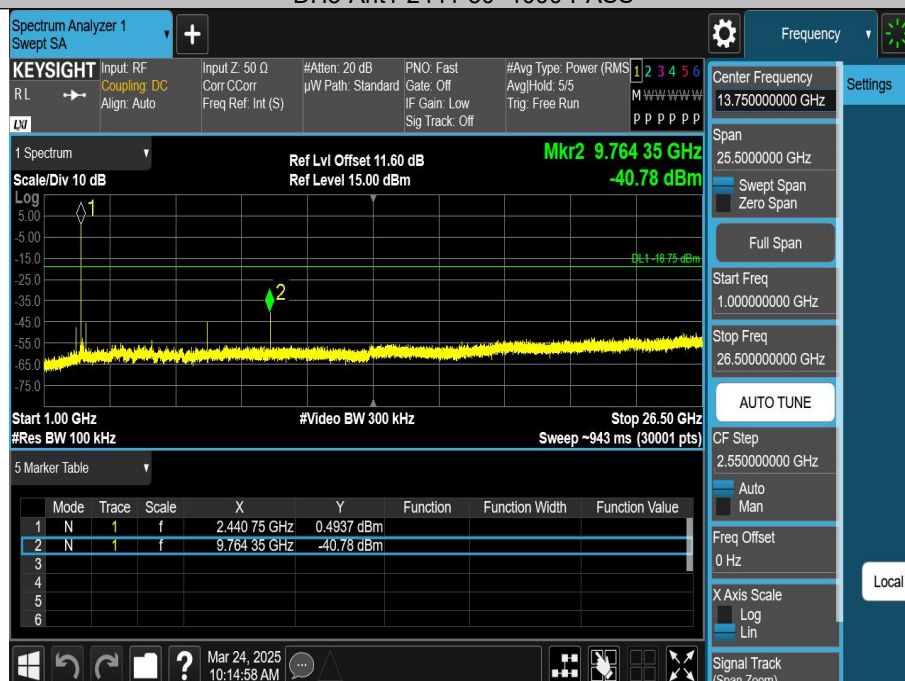 Spectrum Analyzer 1
Swept SA
Frequency
KEYSIGHT
RL
LXI
Input: RF
Coupling: DC
Align: Auto
Input Z: 50 Ω
Corr CCorr
Freq Ref: Int (S)
#Atten: 20 dB
µW Path: Standard
PNO: Fast
Gate: Off
IF Gain: Low
Sig Track: Off
#Avg Type: Power (RMS
Avg|Hold: 5/5
Trig: Free Run
1 2 3 4 5 6
M W W W W W
P P P P P P
Center Frequency
13.750000000 GHz
Settings
1 Spectrum
Scale/Div 10 dB
Ref Lvl Offset 11.60 dB
Ref Level 15.00 dBm
Mkr2 9.764 35 GHz
-40.78 dBm
Span
25.5000000 GHz
Swept Span
Zero Span
Full Span
Log
5.00
-5.00
-15.0
-25.0
-35.0
-45.0
-55.0
-65.0
-75.0
1
2
DL1 -18.75 dBm
Start Freq
1.000000000 GHz
Stop Freq
26.500000000 GHz
AUTO TUNE
Start 1.00 GHz
#Res BW 100 kHz
#Video BW 300 kHz
Stop 26.50 GHz
Sweep ~943 ms (30001 pts)
CF Step
2.550000000 GHz
Auto
Man
5 Marker Table
Mode Trace Scale X Y Function Function Width Function Value
1 N 1 f 2.440 75 GHz 0.4937 dBm
2 N 1 f 9.764 35 GHz -40.78 dBm
3
4
5
6
Freq Offset
0 Hz
Local
X Axis Scale
Log
Lin
Signal Track
(Span Zoom)
Mar 24, 2025
10:14:58 AM